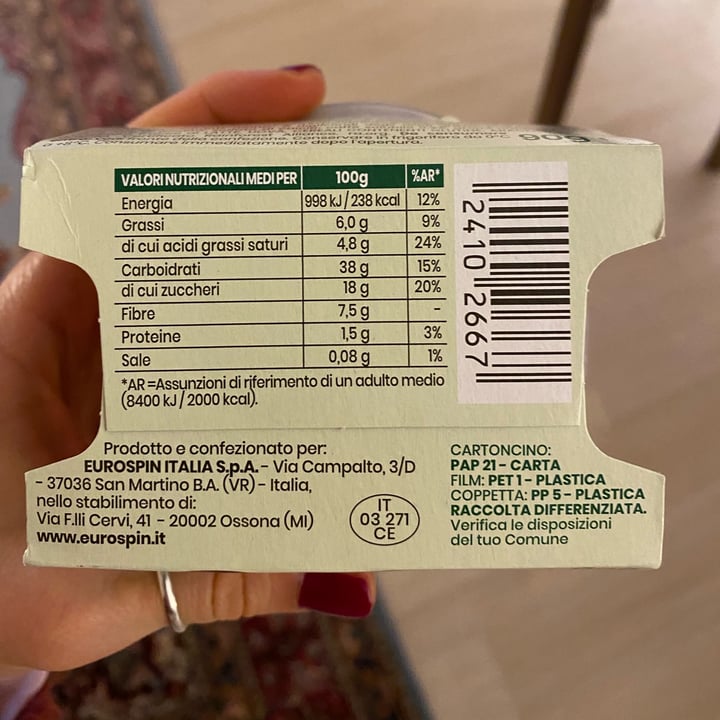 consumare immediatamente dopo l'apertura.
VALORI NUTRIZIONALI MEDI PER 100g %AR*
Energia 998 kJ / 238 kcal 12%
Grassi 6,0 g 9%
di cui acidi grassi saturi 4,8 g 24%
Carboidrati 38 g 15%
di cui zuccheri 18 g 20%
Fibre 7,5 g -
Proteine 1,5 g 3%
Sale 0,08 g 1%
*AR =Assunzioni di riferimento di un adulto medio
(8400 kJ / 2000 kcal).
2410 2667
Prodotto e confezionato per:
EUROSPIN ITALIA S.p.A. - Via Campalto, 3/D
- 37036 San Martino B.A. (VR) - Italia,
nello stabilimento di:
Via F.lli Cervi, 41 - 20002 Ossona (MI)
www.eurospin.it
IT
03 271
CE
CARTONCINO:
PAP 21 - CARTA
FILM: PET 1 - PLASTICA
COPPETTA: PP 5 - PLASTICA
RACCOLTA DIFFERENZIATA.
Verifica le disposizioni
del tuo Comune